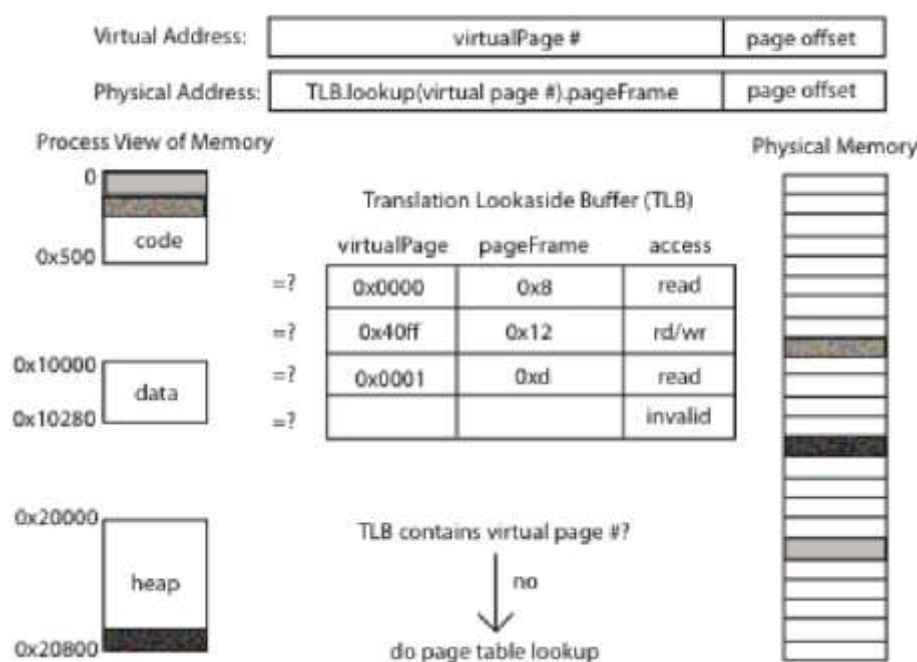 Virtual Address: virtualPage # page offset
Physical Address: TLB.lookup(virtual page #).pageFrame page offset
Process View of Memory
Physical Memory
0
code
0x500
0x10000
data
0x10280
0x20000
heap
0x20800
Translation Lookaside Buffer (TLB)
virtualPage pageFrame access
=? 0x0000 0x8 read
=? 0x40ff 0x12 rd/wr
=? 0x0001 0xd read
=? invalid
TLB contains virtual page #?
no
do page table lookup